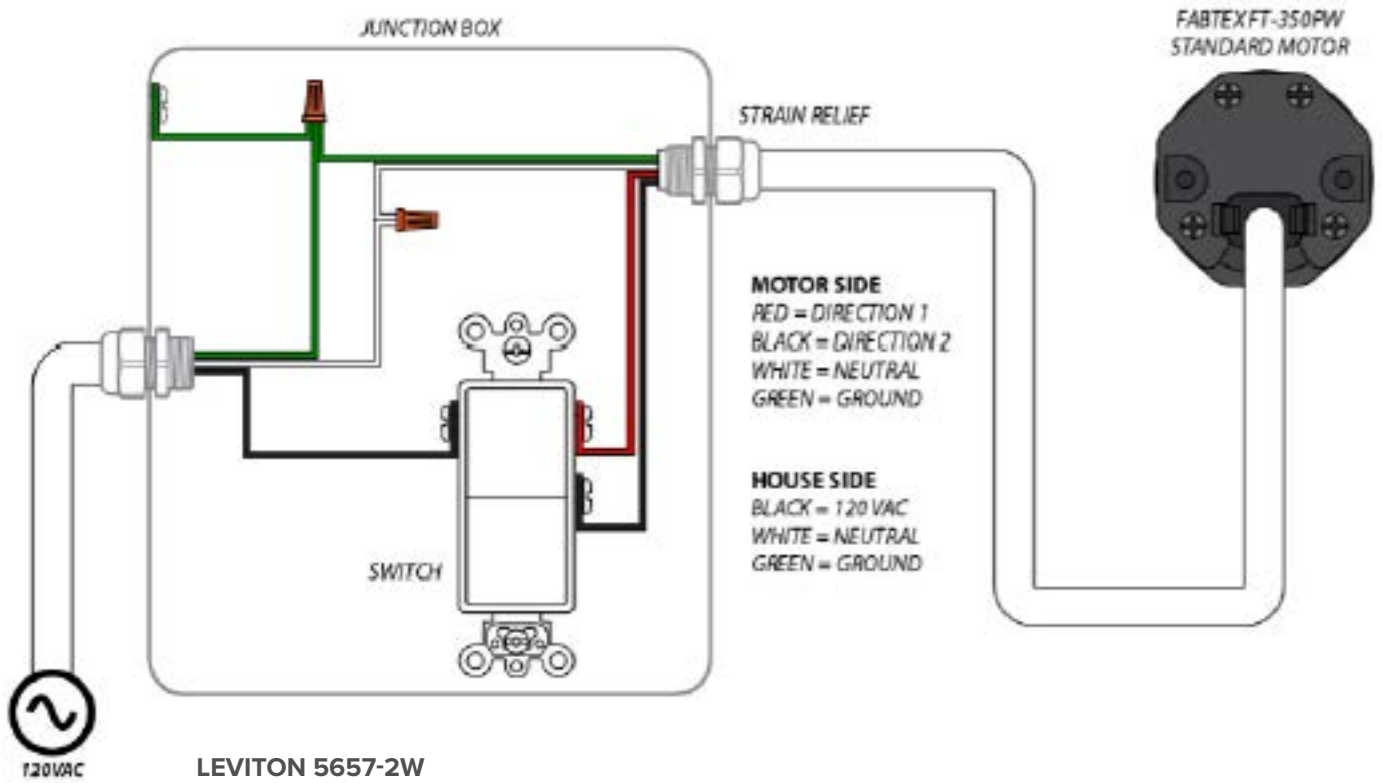 JUNCTION BOX
FABTEX FT-350PW
STANDARD MOTOR
STRAIN RELIEF
MOTOR SIDE
RED = DIRECTION 1
BLACK = DIRECTION 2
WHITE = NEUTRAL
GREEN = GROUND
HOUSE SIDE
BLACK = 120 VAC
WHITE = NEUTRAL
GREEN = GROUND
SWITCH
120VAC
LEVITON 5657-2W